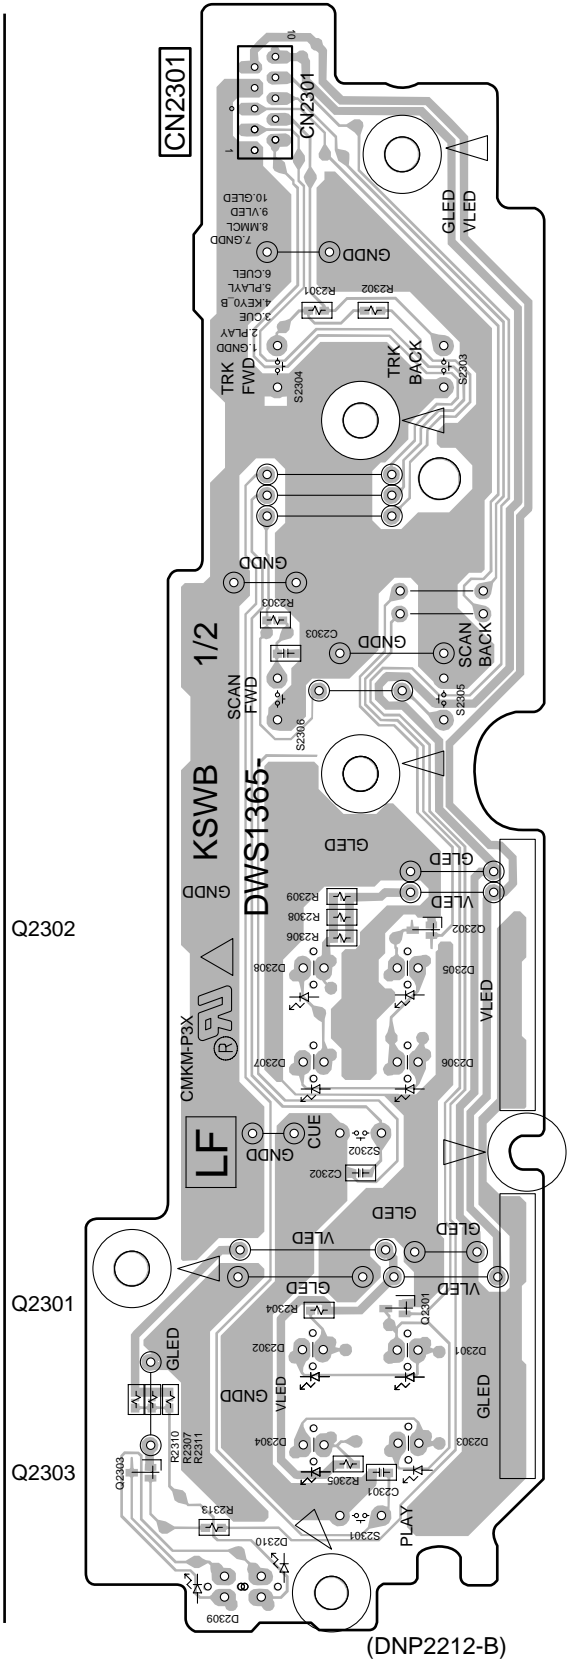 10
CN2301
CN2301
1
GLED
VLED
10.GLED
9.VLED
8.MMCL
7.GNDD
6.CUEL
5.PLAYL
4.KEYO_B
3.CUE
2.PLAY
1.GNDD
GNDD
R2301
R2302
TRK
FWD
S2304
TRK
BACK
S2303
GNDD
R2303
C2303
GNDD
1/2
SCAN
FWD
S2306
SCAN
BACK
S2305
KSWB
DWS1365-
GNDD
GLED
GLED
VLED
R2309
R2308
R2306
Q2302
Q2302
D2308
D2305
VLED
CMKM-P3X
R
D2307
D2306
LF
GNDD
CUE
S2302
C2302
GLED
VLED
GLED
GLED
VLED
Q2301
R2304
Q2301
GLED
D2302
D2301
GNDD
VLED
GLED
R2310
R2307
R2311
D2304
D2303
Q2303
Q2303
R2305
C2301
R2313
D2310
S2301
PLAY
D2309
(DNP2212-B)